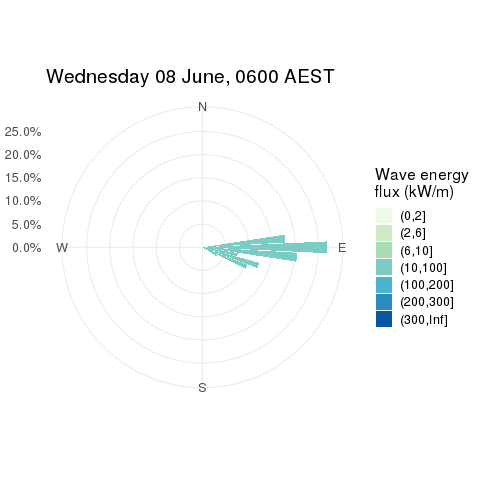 Wednesday 08 June, 0600 AEST
N
25.0%
20.0%
15.0%
10.0%
5.0%
0.0%
W
E
S
Wave energy
flux (kW/m)
(0,2]
(2,6]
(6,10]
(10,100]
(100,200]
(200,300]
(300,Inf]